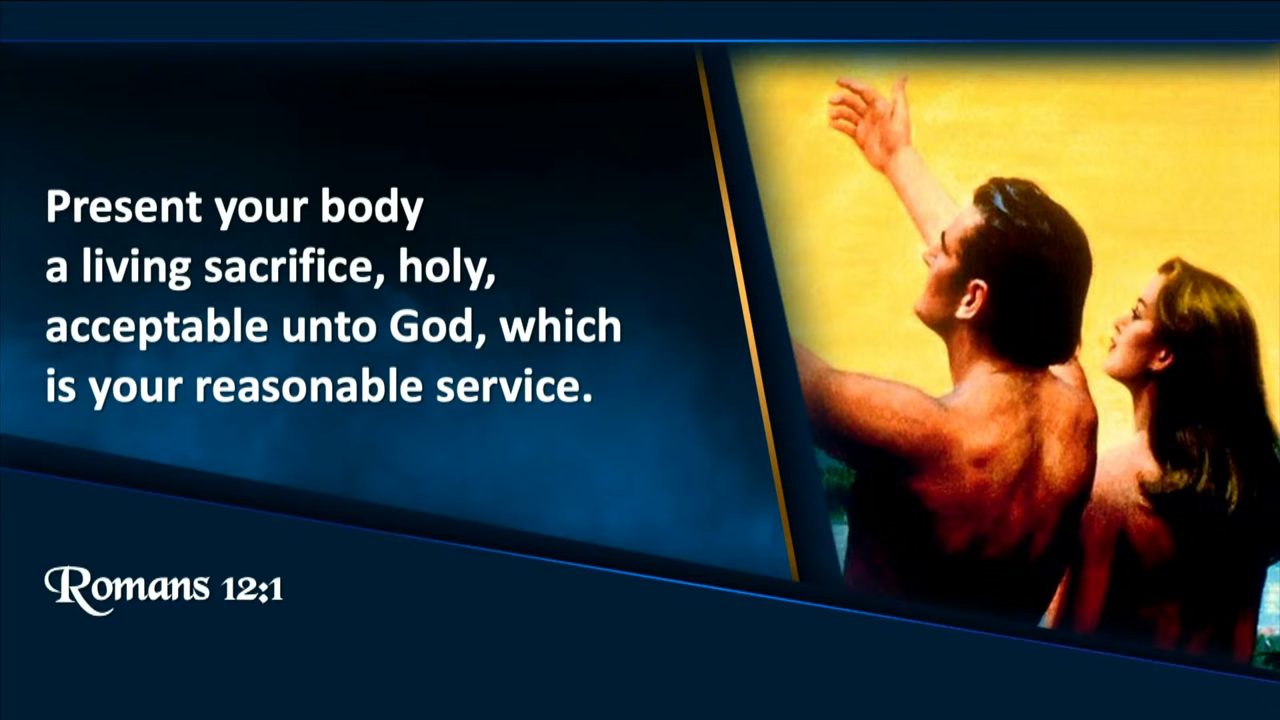 Present your body
a living sacrifice, holy,
acceptable unto God, which
is your reasonable service.
Romans 12:1